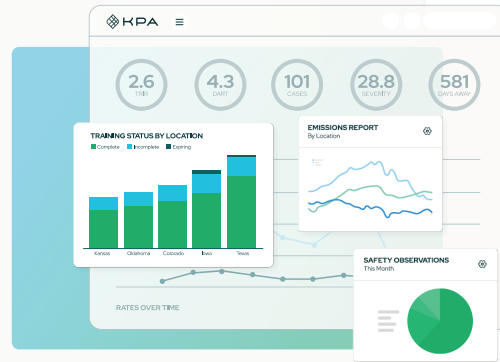 KPA
2.6
TRIR
4.3
DART
101
CASES
28.8
SEVERITY
581
DAYS AWAY
TRAINING STATUS BY LOCATION
Complete Incomplete Expiring
Kansas Oklahoma Colorado Iowa Texas
EMISSIONS REPORT
By Location
RATES OVER TIME
SAFETY OBSERVATIONS
This Month